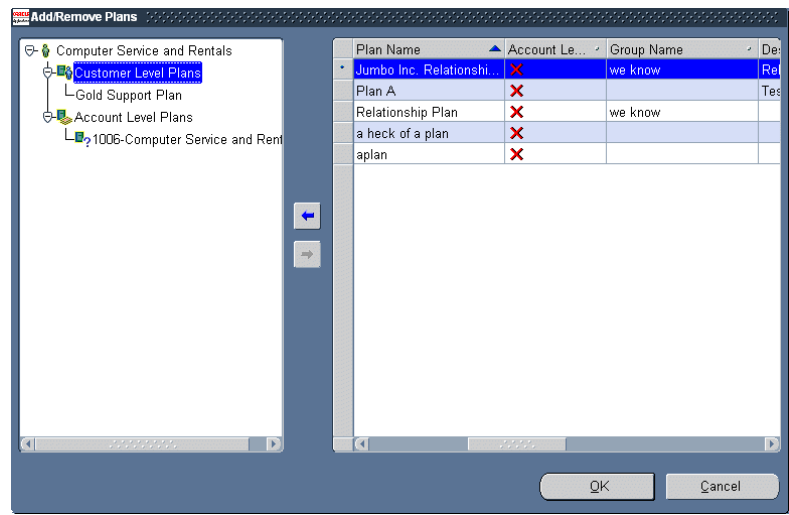 Add/Remove Plans
Computer Service and Rentals
Customer Level Plans
Gold Support Plan
Account Level Plans
1006-Computer Service and Rent
Plan Name Account Le... Group Name Des
Jumbo Inc. Relationshi... we know Rel
Plan A Tes
Relationship Plan we know
a heck of a plan
aplan
OK Cancel